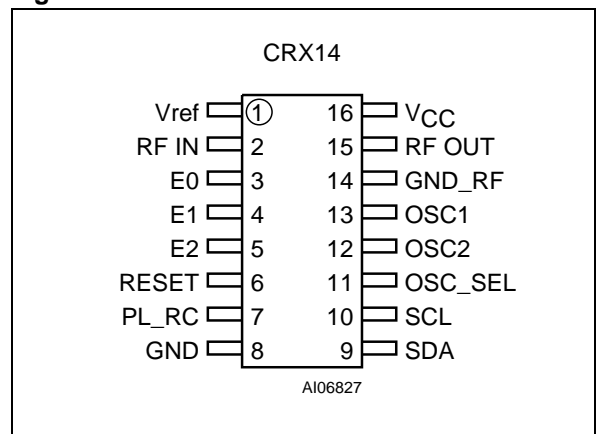 CRX14
Vref 1 16 VCC
RF IN 2 15 RF OUT
E0 3 14 GND_RF
E1 4 13 OSC1
E2 5 12 OSC2
RESET 6 11 OSC_SEL
PL_RC 7 10 SCL
GND 8 9 SDA
AI06827